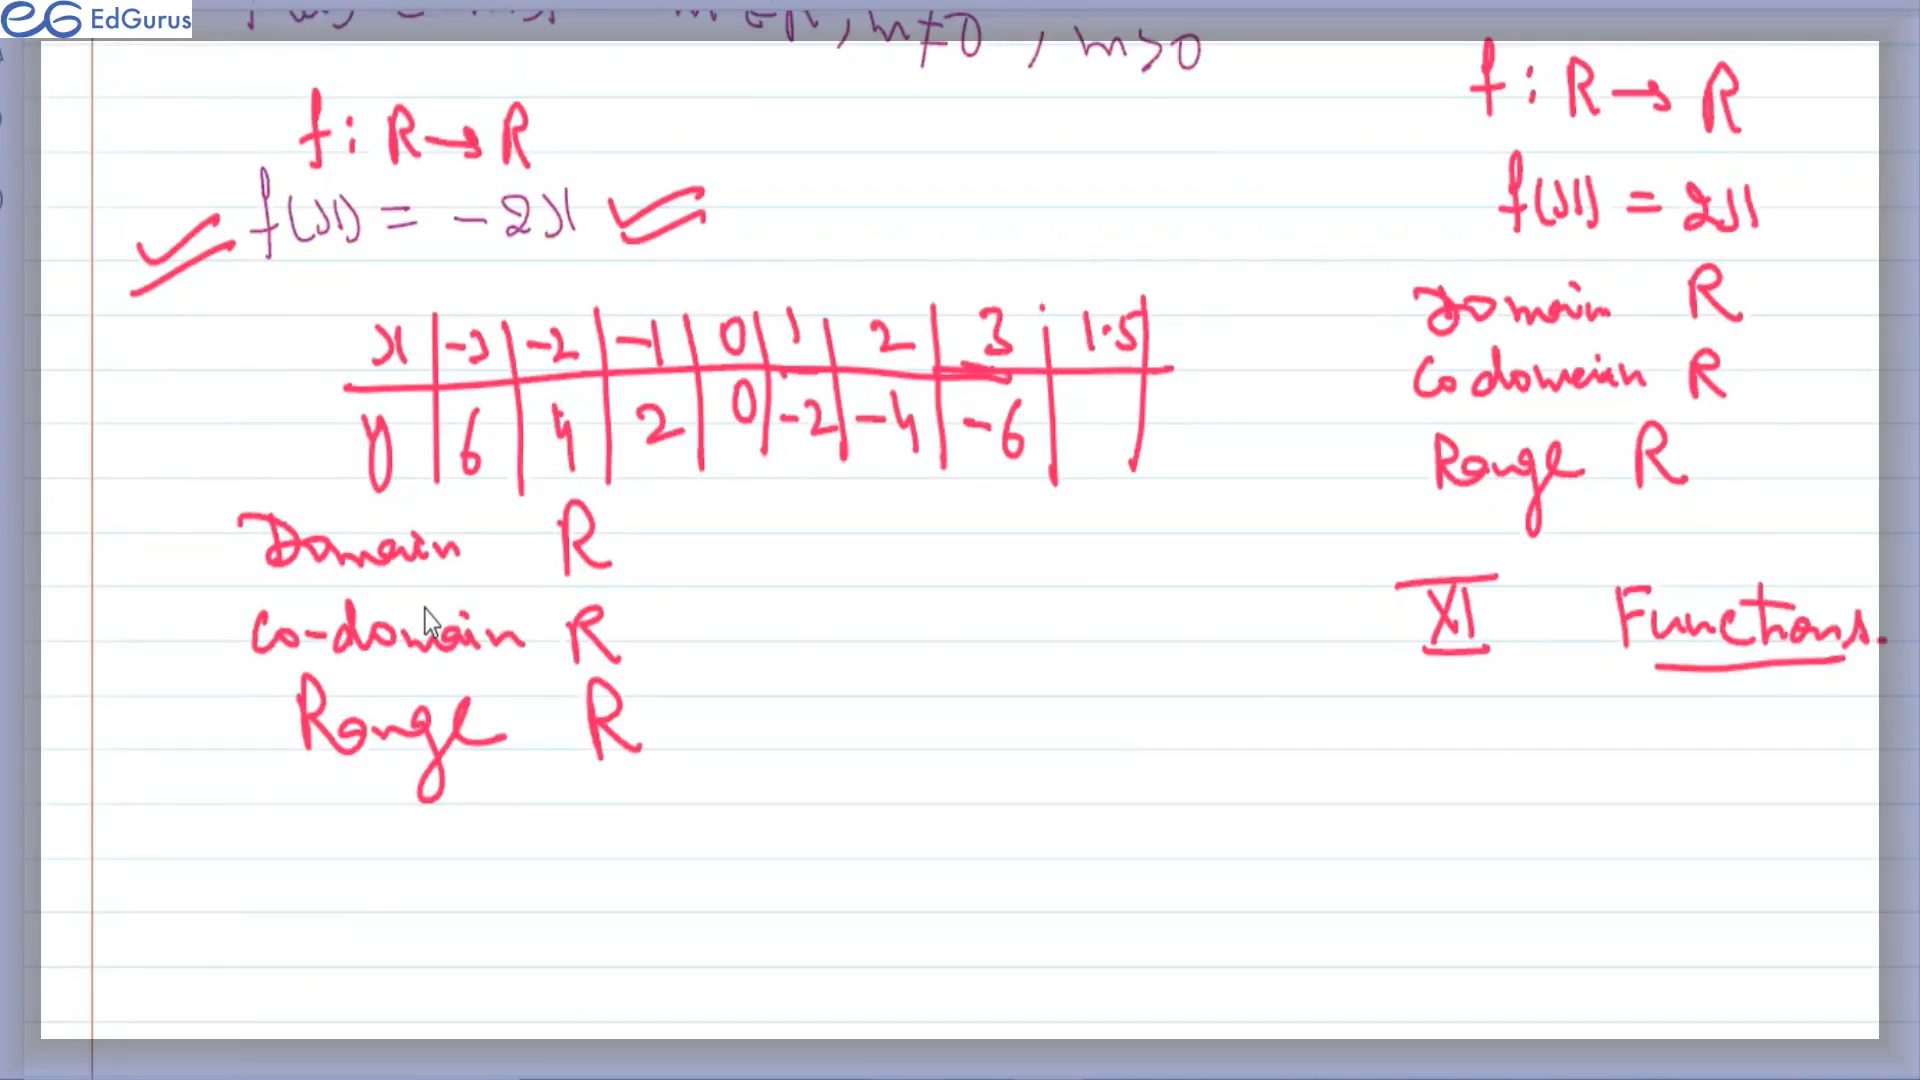 EG EdGurus
m∈R, m≠0, m>0
f : R → R
f(x) = -2x
x | -3 | -2 | -1 | 0 | 1 | 2 | 3 | 1.5
y | 6 | 4 | 2 | 0 | -2 | -4 | -6 |
Domain R
Co-domain R
Range R
f : R → R
f(x) = 2x
Domain R
Codomain R
Range R
XI Functions.